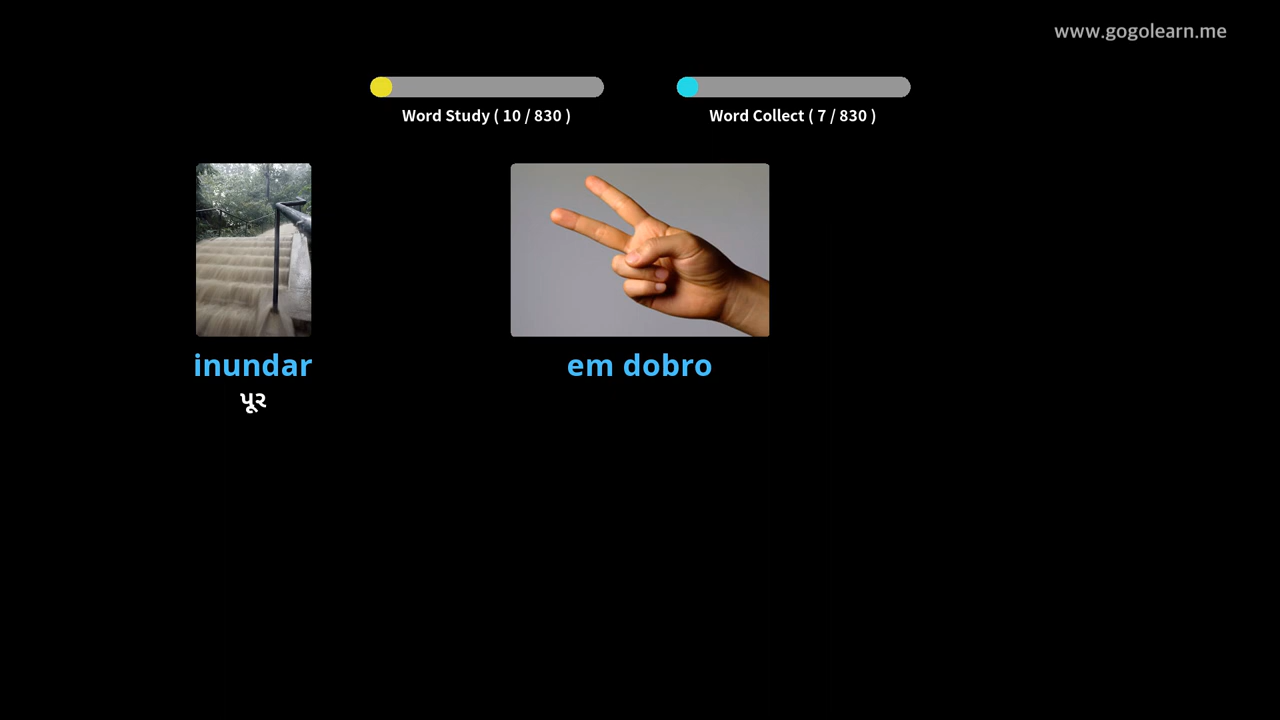 www.gogolearn.me
Word Study ( 10 / 830 )
Word Collect ( 7 / 830 )
inundar
પૂર
em dobro